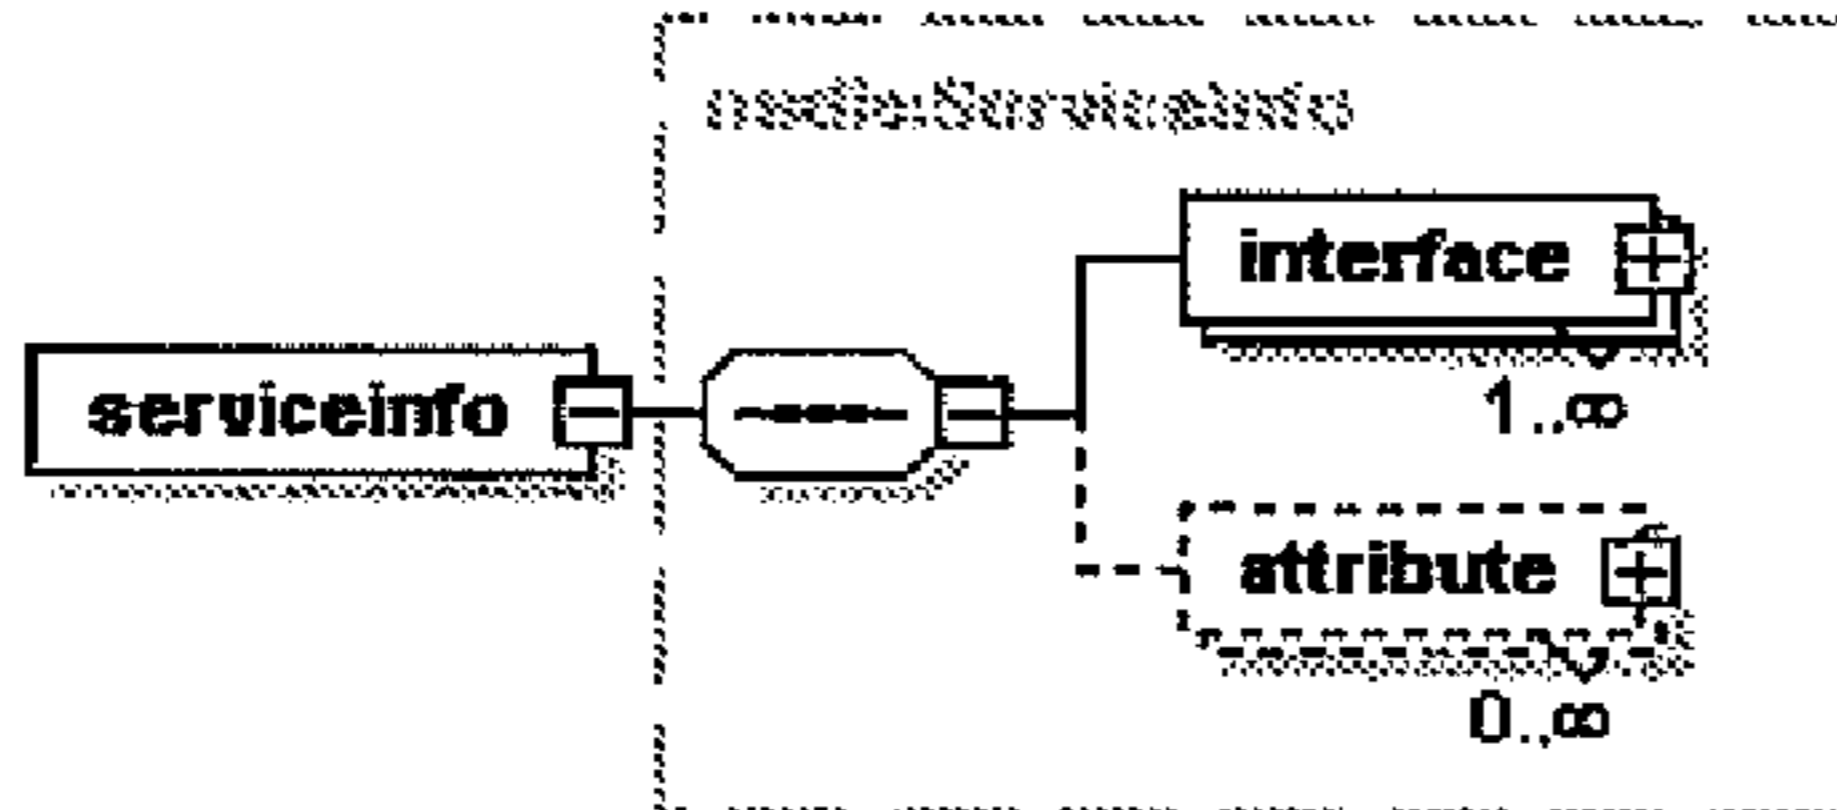 serviceinfo
interface
1..∞
attribute
0..∞